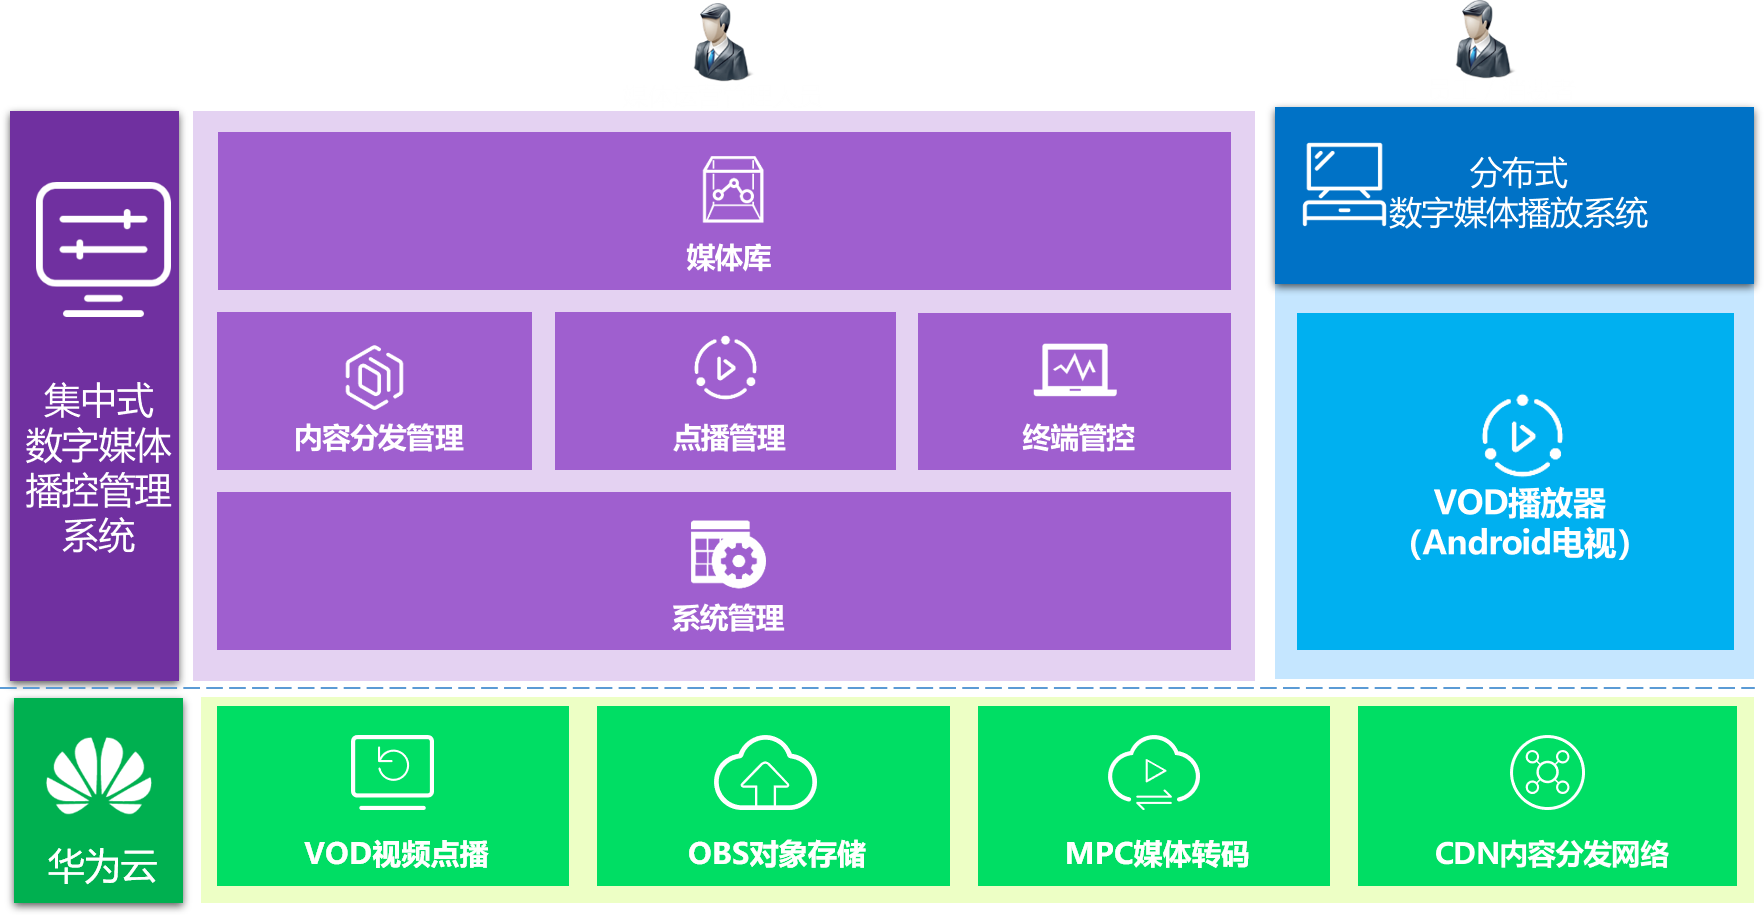 集中式
数字媒体
播控管理
系统
媒体库
内容分发管理
点播管理
终端管控
系统管理
分布式
数字媒体播放系统
VOD播放器
（Android电视）
华为云
VOD视频点播
OBS对象存储
MPC媒体转码
CDN内容分发网络